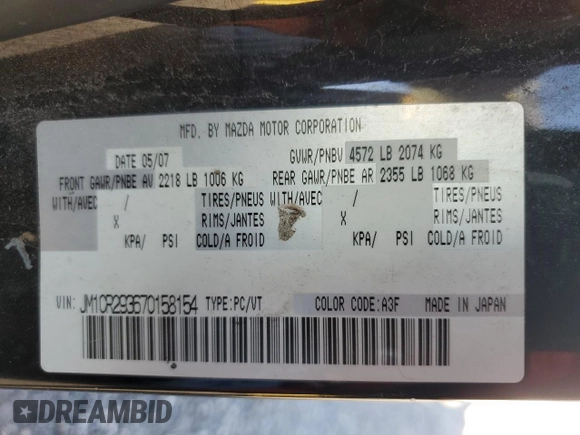 MFD. BY MAZDA MOTOR CORPORATION
DATE 05/07 GVWR/PNBV 4572 LB 2074 KG
FRONT GAWR/PNBE AV 2218 LB 1006 KG REAR GAWR/PNBE AR 2355 LB 1068 KG
WITH/AVEC / TIRES/PNEUS WITH/AVEC / TIRES/PNEUS
X RIMS/JANTES X RIMS/JANTES
KPA/ PSI COLD/A FROID KPA/ PSI COLD/A FROID
VIN: JM1CR293670158154 TYPE:PC/VT COLOR CODE:A3F MADE IN JAPAN
DREAMBID